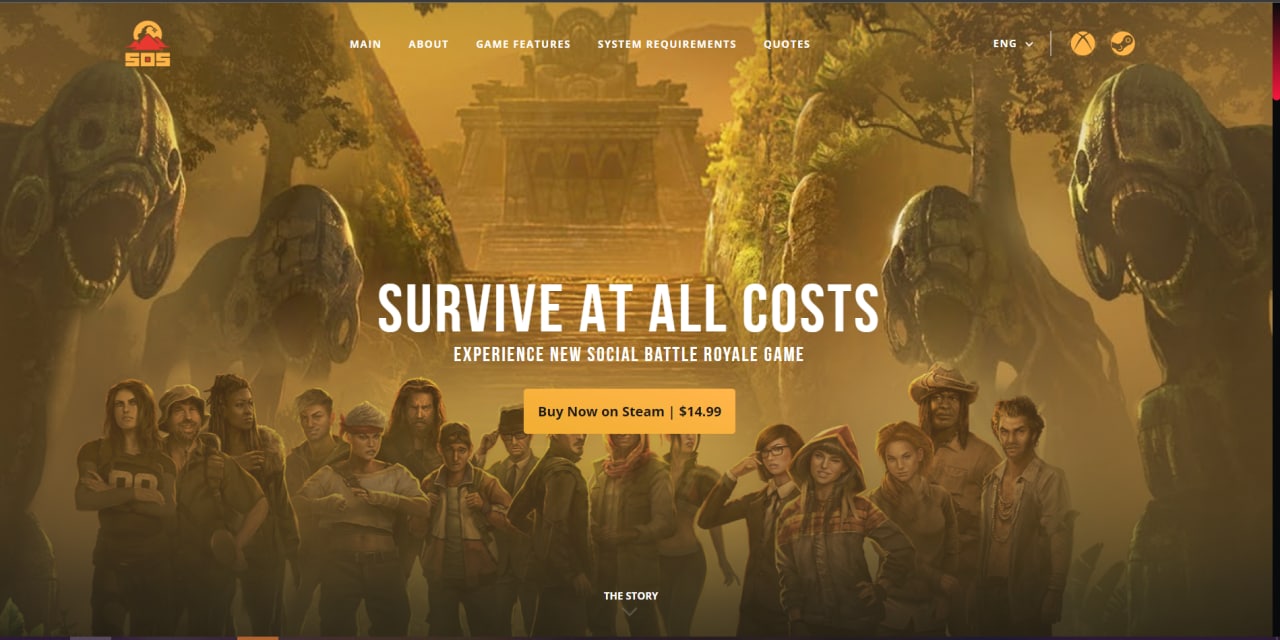 SOS
MAIN
ABOUT
GAME FEATURES
SYSTEM REQUIREMENTS
QUOTES
ENG
SURVIVE AT ALL COSTS
EXPERIENCE NEW SOCIAL BATTLE ROYALE GAME
Buy Now on Steam | $14.99
THE STORY